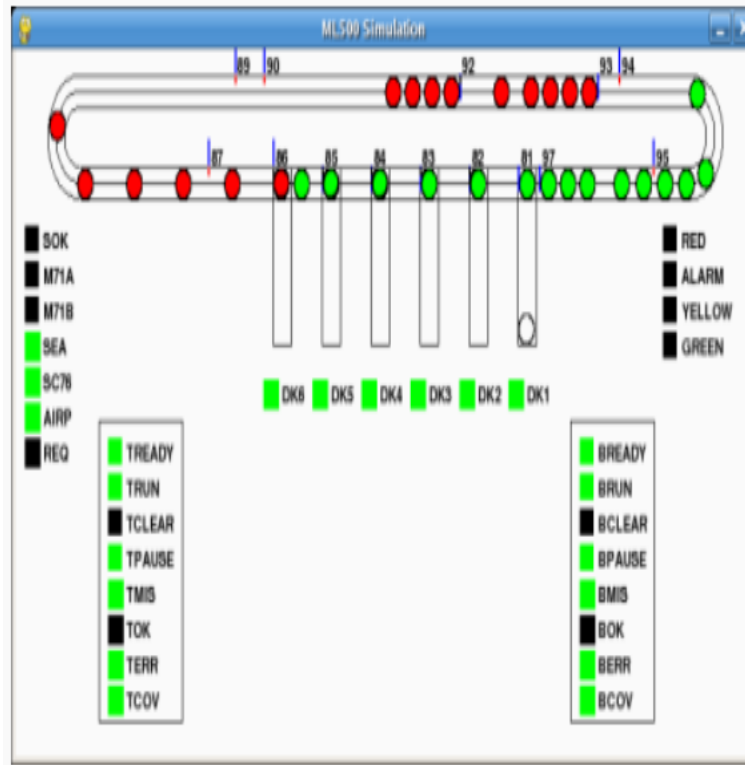 ML500 Simulation
89 90 92 93 94
87 86 85 84 83 82 81 97 95
SOK RED
M71A ALARM
M71B YELLOW
SEA GREEN
SC76
AIRP DK6 DK5 DK4 DK3 DK2 DK1
REQ TREADY BREADY
TRUN BRUN
TCLEAR BCLEAR
TPAUSE BPAUSE
TMIS BMIS
TOK BOK
TERR BERR
TCOV BCOV